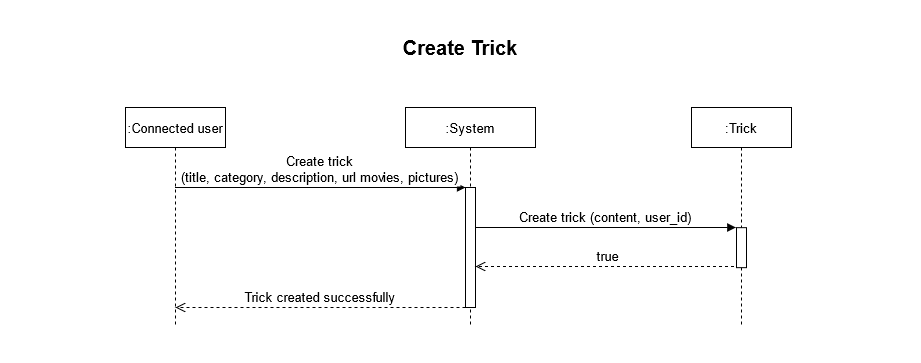 Create Trick
:Connected user
:System
:Trick
Create trick
(title, category, description, url movies, pictures)
Create trick (content, user_id)
true
Trick created successfully